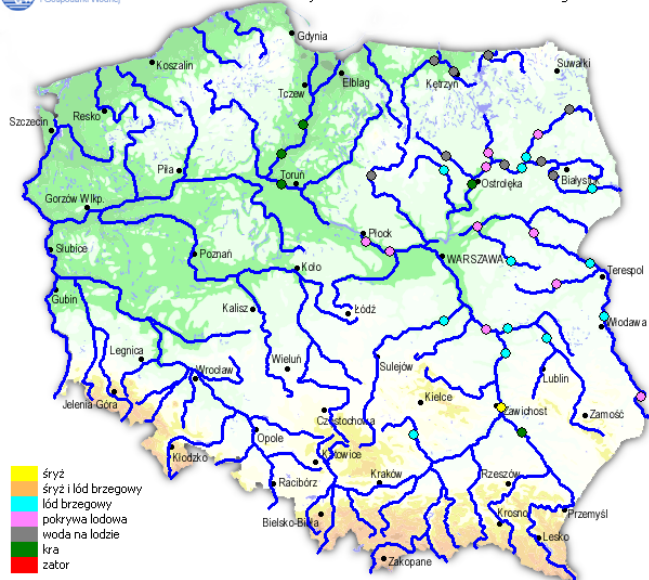 i Gospodarki Wodnej
Gdynia
Koszalin
Suwałki
Elbląg
Kętrzyn
Tczew
Resko
Szczecin
Piła
Toruń
Ostrołęka
Białystok
Gorzów Wlkp.
Płock
Słubice
Poznań
WARSZAWA
Koło
Terespol
Gubin
Kalisz
Łódź
Włodawa
Legnica
Wieluń
Sulejów
Wrocław
Lublin
Jelenia Góra
Kielce
Zawichost
Zamość
Częstochowa
Opole
Kłodzko
Katowice
śryż
Racibórz
Kraków
Rzeszów
śryż i lód brzegowy
lód brzegowy
pokrywa lodowa
Bielsko-Biała
Krosno
Przemyśl
woda na lodzie
Lesko
kra
Zakopane
zator